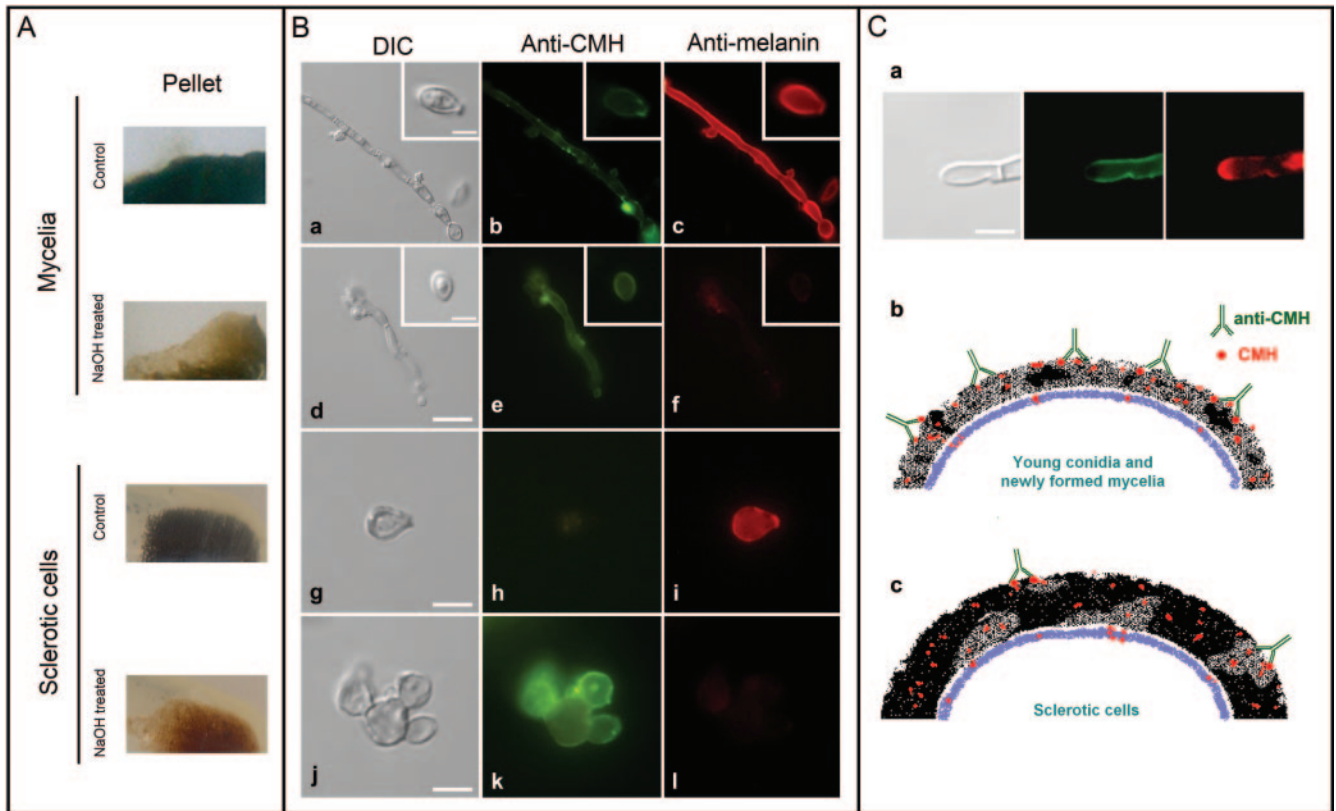 A
Pellet
Mycelia
Control
NaOH treated
Sclerotic cells
Control
NaOH treated
B
DIC
Anti-CMH
Anti-melanin
a
b
c
d
e
f
g
h
i
j
k
l
C
a
b
anti-CMH
CMH
Young conidia and
newly formed mycelia
c
Sclerotic cells